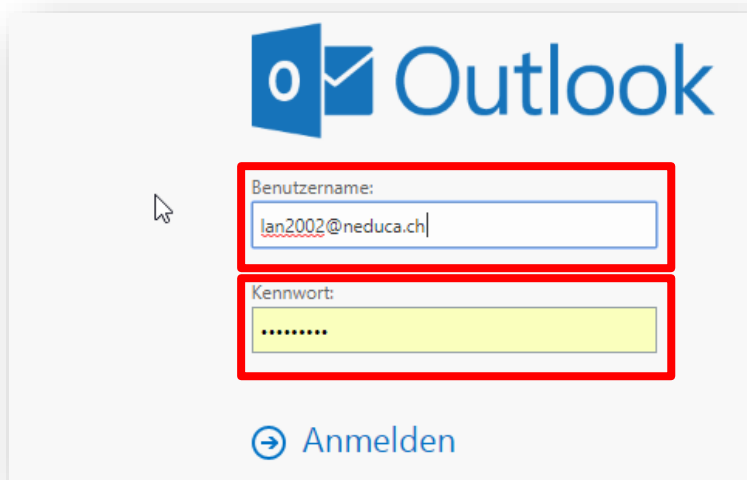 Outlook
Benutzername:
lan2002@neduca.ch
Kennwort:
•••••••••
Anmelden